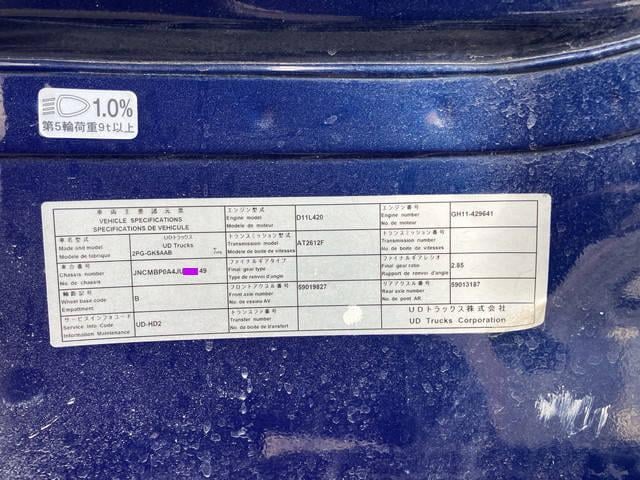 1.0%
第5輪荷重9t以上
車両主要諸元票
VEHICLE SPECIFICATIONS
SPECIFICATIONS DE VEHICULE
車名型式
Made and model
Modele de fabrique
UDトラックス
UD Trucks
2PG-GK5AAB
車台番号
Chassis number
No. de chassis
JNCMBP0A4JU 49
軸距記号
Wheel base code
Empattment
B
サービスインフォコード
Service Info Code
Information Maintenance
UD-HD2
エンジン型式
Engine model
Modele de moteurs
D11L420
トランスミッション型式
Transmission model
Modele de boite de vitesses
AT2612F
ファイナルギアタイプ
Final gear type
Type de renvoi d'angle
フロントアクスル番号
Front axle number
No. de essieu AV.
59019827
トランスファ番号
Transfer number
No. de boite de transfert
エンジン番号
Engine number
No. de moteur
GH11-429641
トランスミッション番号
Transmission number
No. de boite de vitesses
ファイナルギアレシオ
Final gear ratio
Rapport de renvoi d'angle
2.85
リアアクスル番号
Rear axle number
No. de pont AR.
59013187
UDトラックス株式会社
UD Trucks Corporation